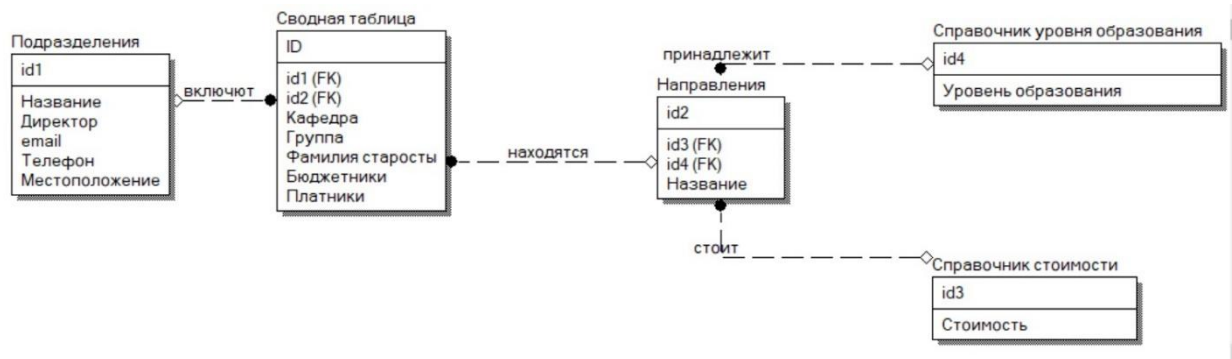 Подразделения
id1
Название
Директор
email
Телефон
Местоположение
включют
Сводная таблица
ID
id1 (FK)
id2 (FK)
Кафедра
Группа
Фамилия старосты
Бюджетники
Платники
находятся
принадлежит
Направления
id2
id3 (FK)
id4 (FK)
Название
стоит
Справочник уровня образования
id4
Уровень образования
Справочник стоимости
id3
Стоимость